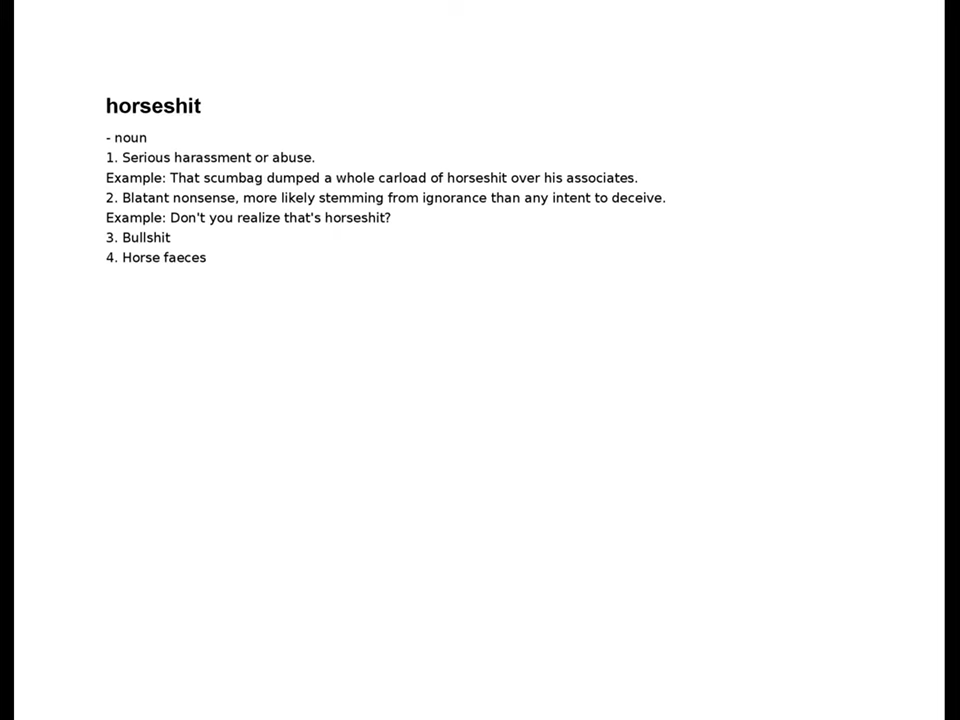 horseshit
- noun
1. Serious harassment or abuse.
Example: That scumbag dumped a whole carload of horseshit over his associates.
2. Blatant nonsense, more likely stemming from ignorance than any intent to deceive.
Example: Don't you realize that's horseshit?
3. Bullshit
4. Horse faeces